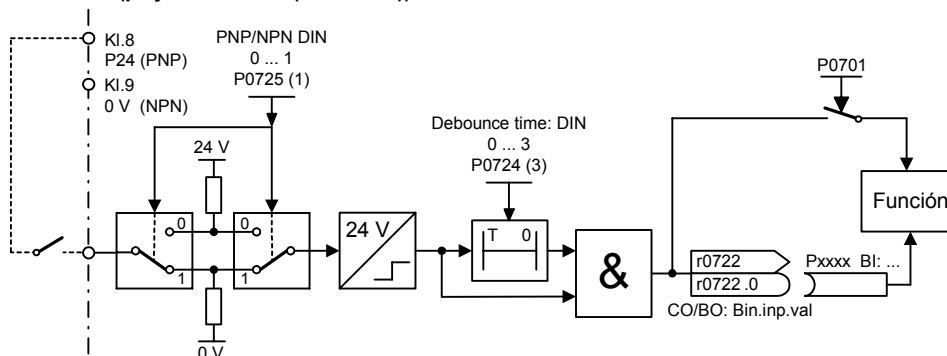 Kl.8
P24 (PNP)
Kl.9
0 V (NPN)
PNP/NPN DIN
0 ... 1
P0725 (1)
24 V
0
1
0
1
0 V
24 V
Debounce time: DIN
0 ... 3
P0724 (3)
T 0
&
P0701
Función
r0722
r0722 .0
CO/BO: Bin.inp.val
Pxxxx BI: ...